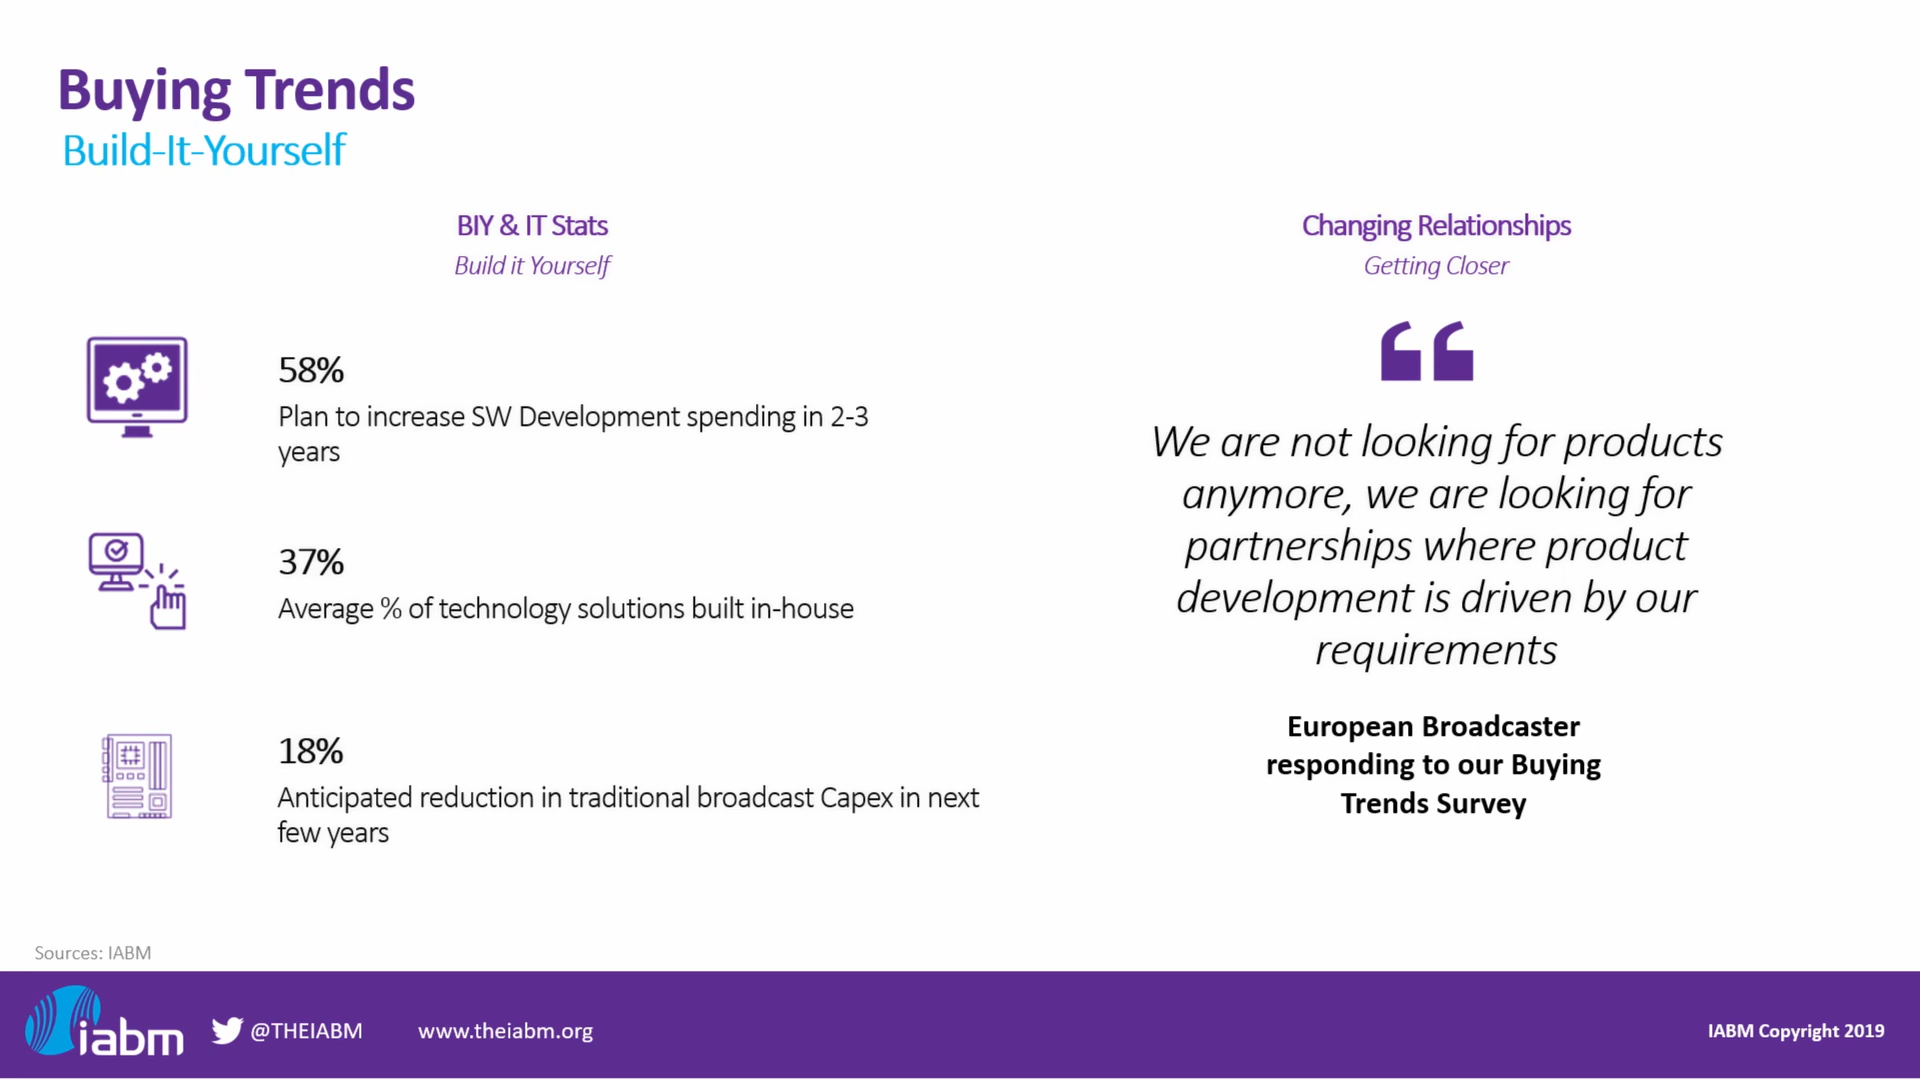 Buying Trends
Build-It-Yourself
BIY & IT Stats
Build it Yourself
58%
Plan to increase SW Development spending in 2-3
years
37%
Average % of technology solutions built in-house
18%
Anticipated reduction in traditional broadcast Capex in next
few years
Changing Relationships
Getting Closer
“
We are not looking for products
anymore, we are looking for
partnerships where product
development is driven by our
requirements
European Broadcaster
responding to our Buying
Trends Survey
Sources: IABM
iabm
@THEIABM
www.theiabm.org
IABM Copyright 2019